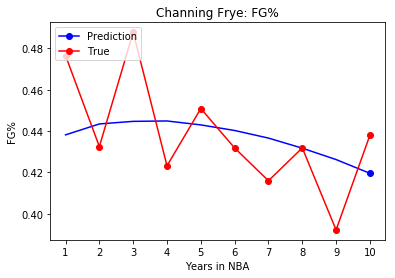 Channing Frye: FG%
Prediction
True
FG%
0.48
0.46
0.44
0.42
0.40
1 2 3 4 5 6 7 8 9 10
Years in NBA